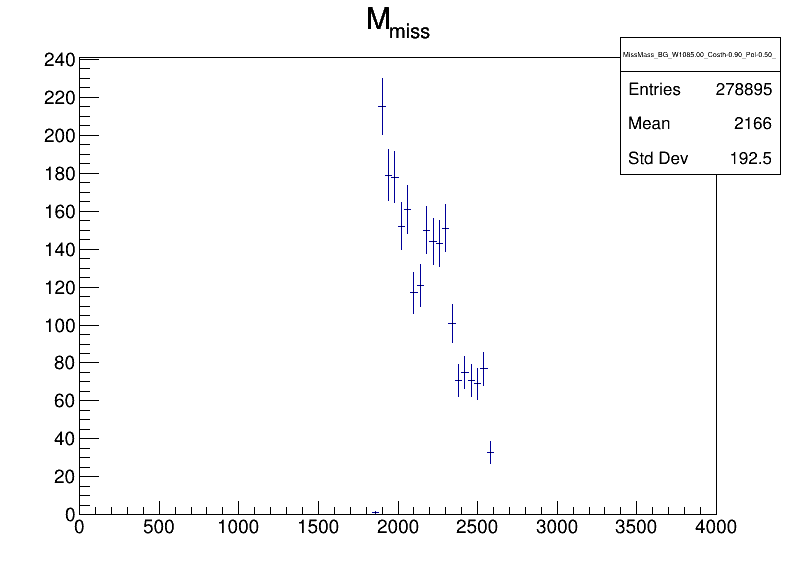 M_miss
MissMass_BG_W1085.00_Costh-0.90_Pol-0.50_
Entries 278895
Mean 2166
Std Dev 192.5
240
220
200
180
160
140
120
100
80
60
40
20
0
0 500 1000 1500 2000 2500 3000 3500 4000